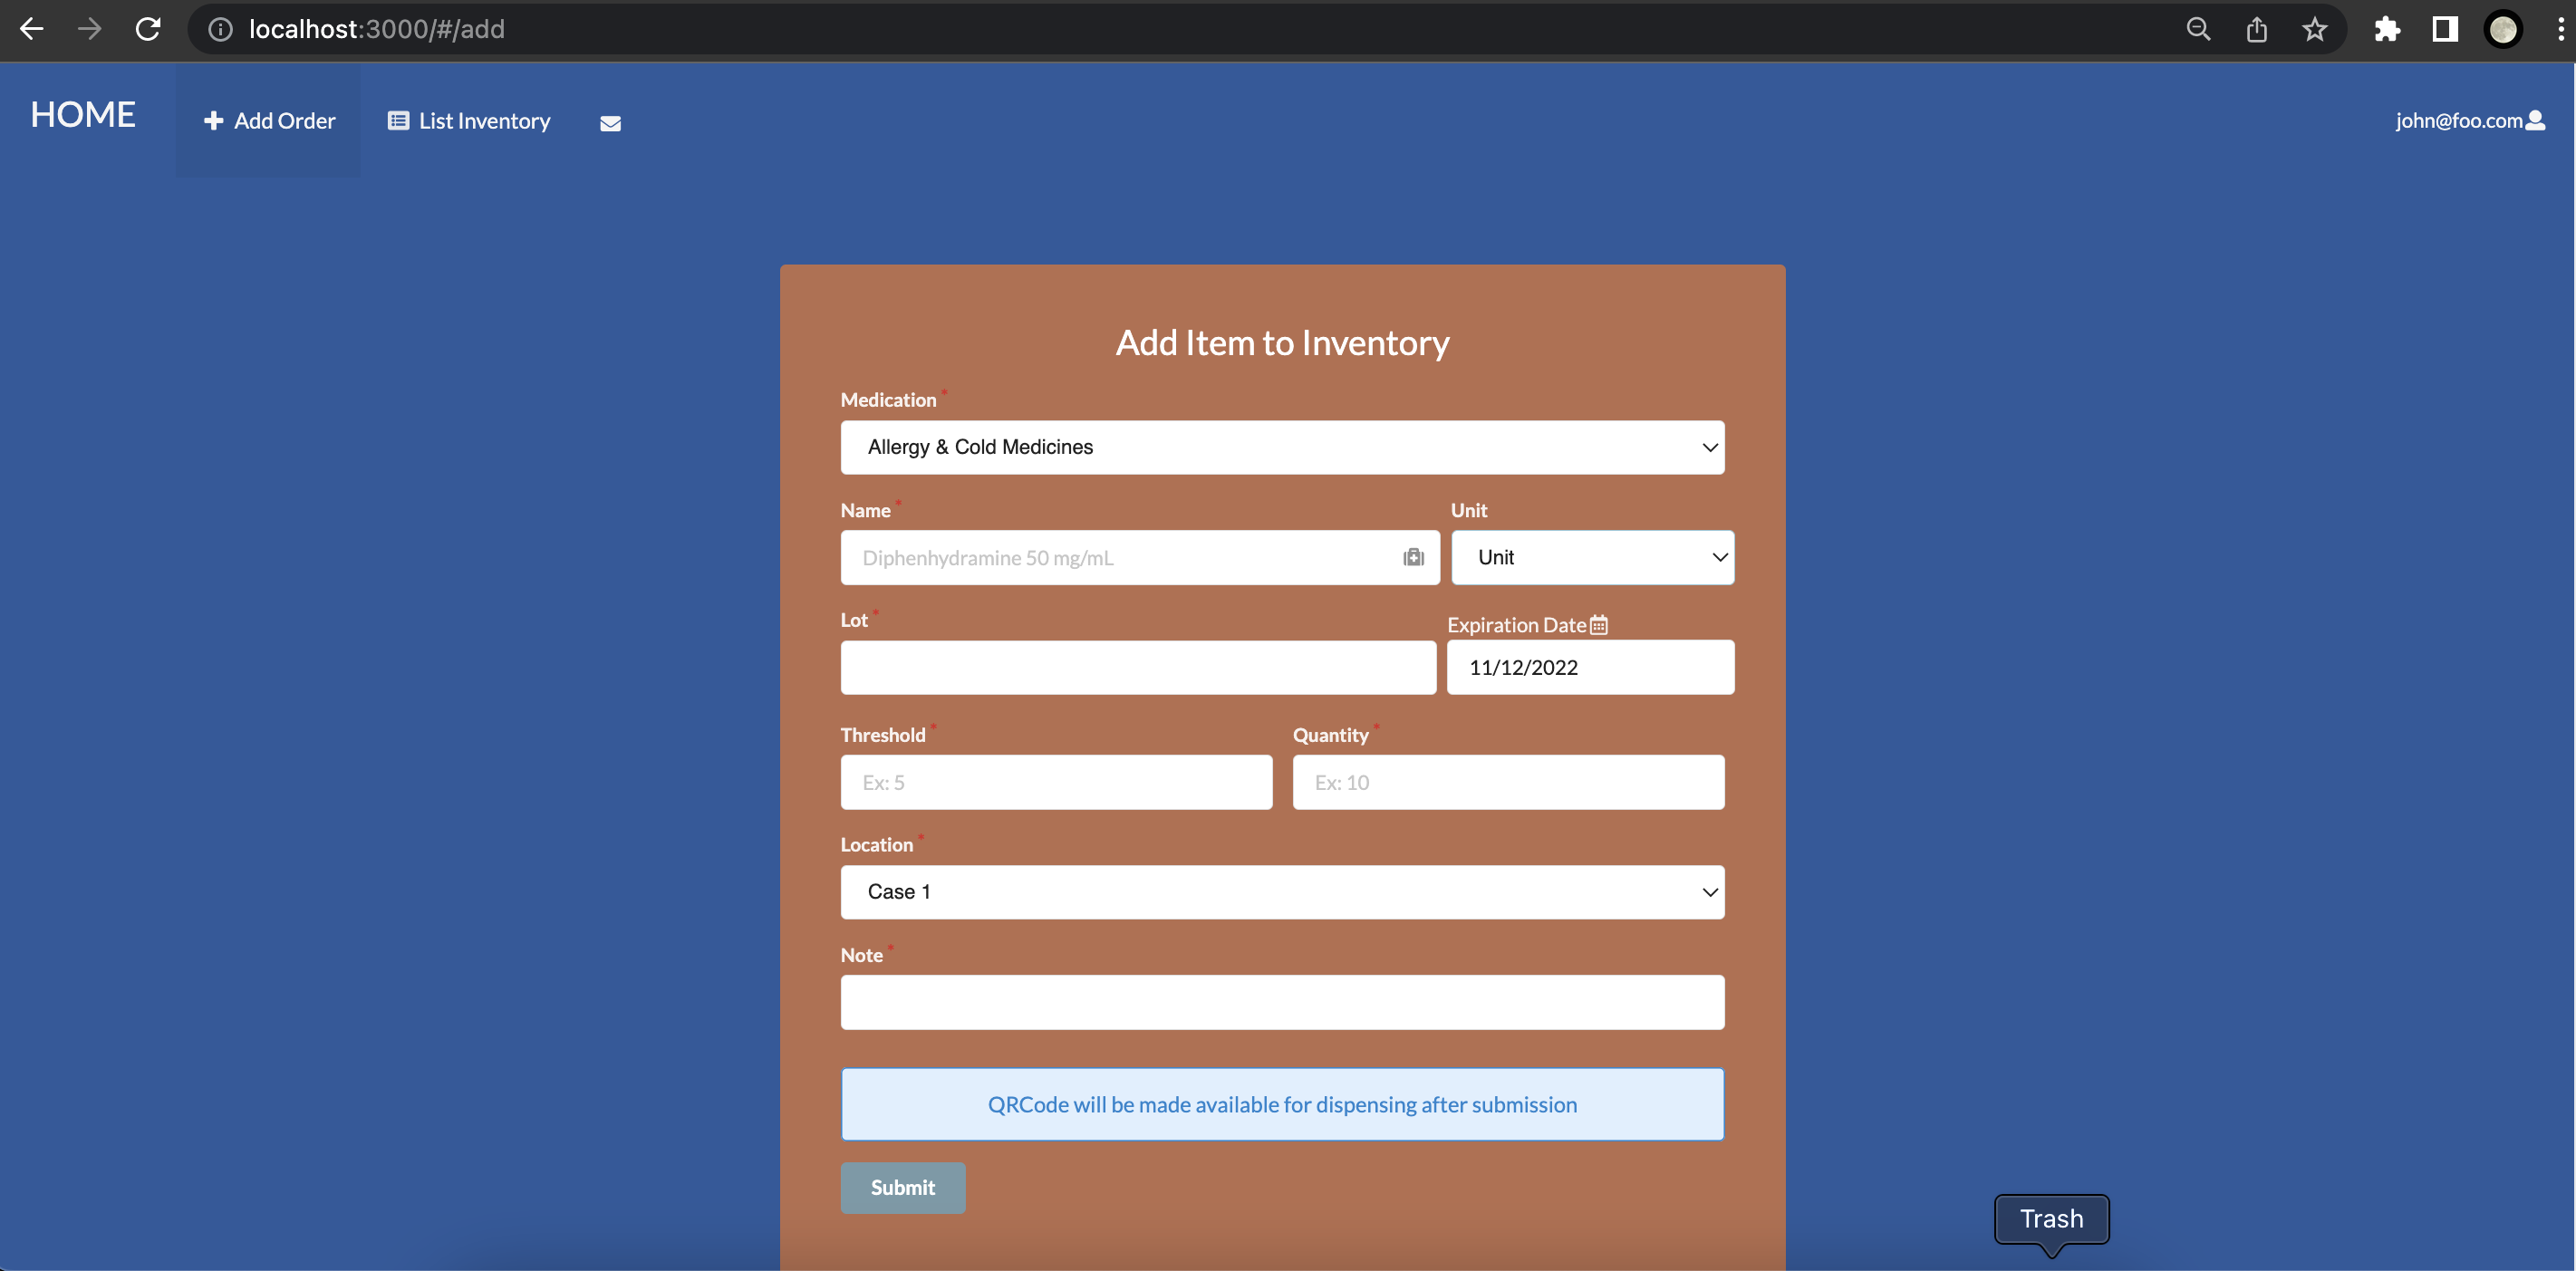 localhost:3000/#/add
HOME
Add Order
List Inventory
john@foo.com
Add Item to Inventory
Medication *
Allergy & Cold Medicines
Name * Unit
Diphenhydramine 50 mg/mL Unit
Lot * Expiration Date
11/12/2022
Threshold * Quantity *
Ex: 5 Ex: 10
Location *
Case 1
Note *
QRCode will be made available for dispensing after submission
Submit
Trash